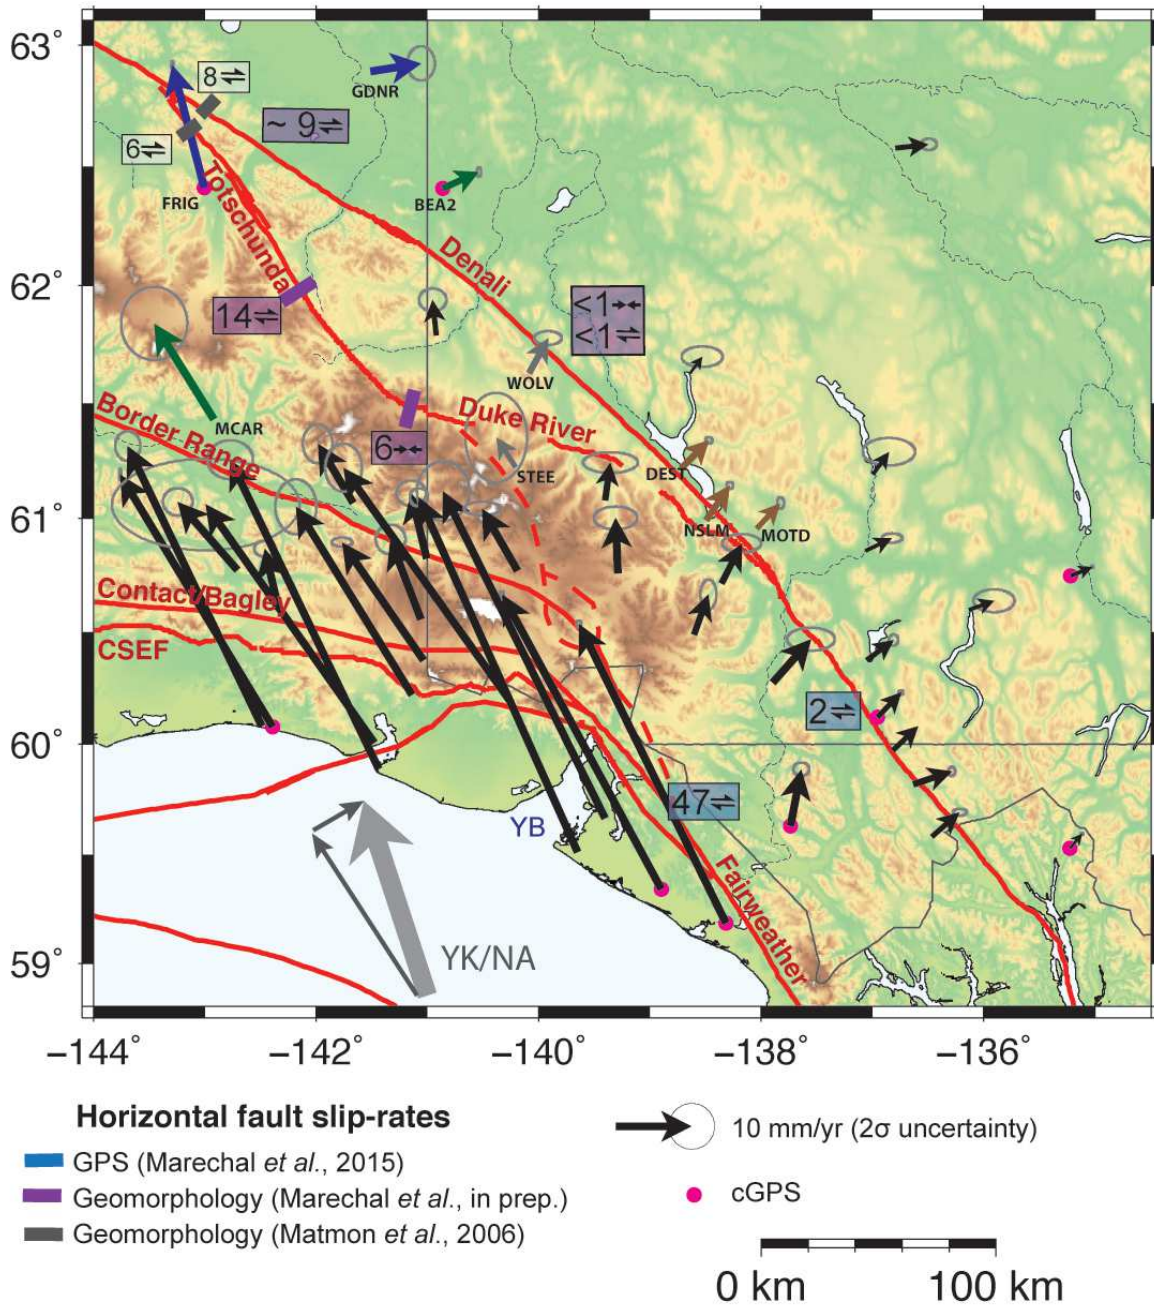 63°
8⇌
GDNR
~ 9⇌
6⇌
FRIG
BEA2
Totschunda
Denali
62°
14⇌
<1→←
<1⇌
WOLV
MCAR
Border Range
Duke River
6→←
STEE
DEST
61°
NSLM
MOTD
Contact/Bagley
CSEF
2⇌
60°
47⇌
YB
Fairweather
YK/NA
59°
−144°
−142°
−140°
−138°
−136°
Horizontal fault slip-rates
GPS (Marechal et al., 2015)
Geomorphology (Marechal et al., in prep.)
Geomorphology (Matmon et al., 2006)
10 mm/yr (2σ uncertainty)
cGPS
0 km
100 km